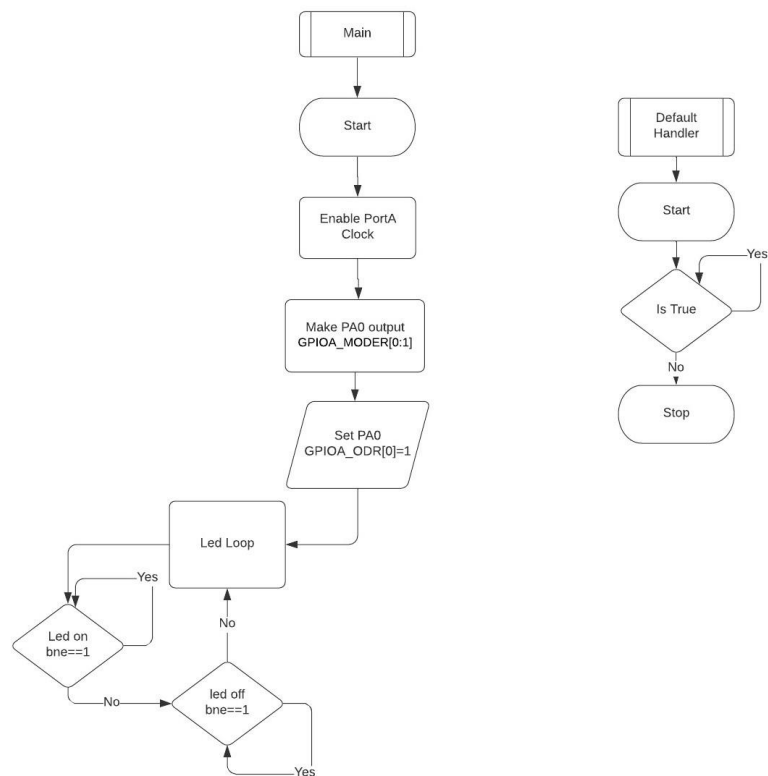 Main
Start
Enable PortA
Clock
Make PA0 output
GPIOA_MODER[0:1]
Set PA0
GPIOA_ODR[0]=1
Led Loop
Yes
Led on
bne==1
No
No
led off
bne==1
Yes
Default
Handler
Start
Yes
Is True
No
Stop